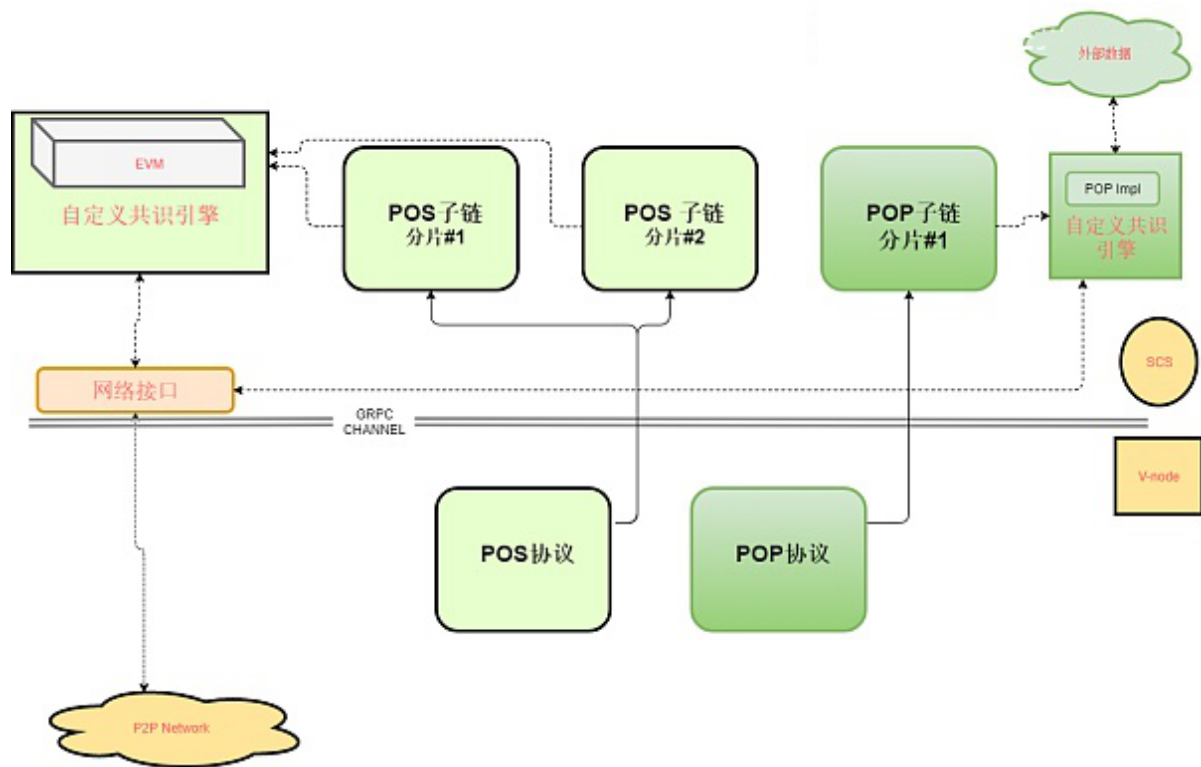 外部数据
EVM
自定义共识引擎
POS子链
分片#1
POS 子链
分片#2
POP子链
分片#1
POP Impl
自定义共识
引擎
网络接口
SCS
GRPC
CHANNEL
V-node
POS协议
POP协议
P2P Network